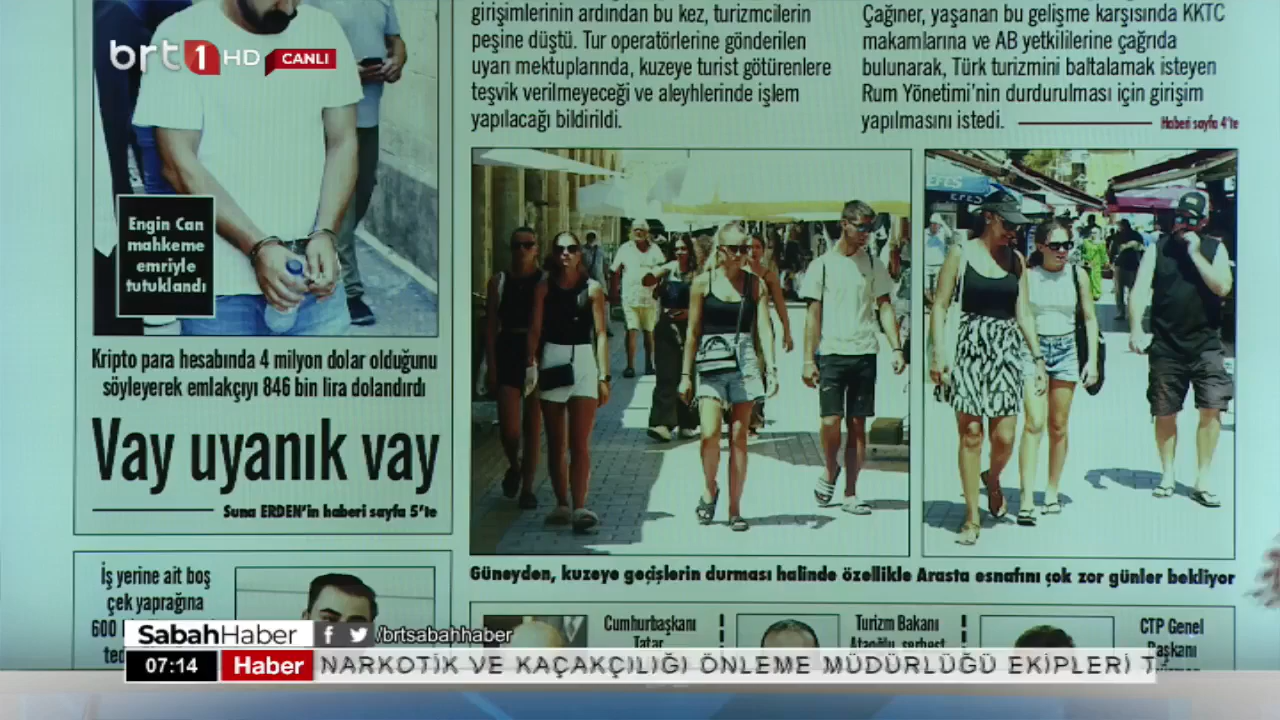 brt 1 HD CANLI
girişimlerinin ardından bu kez, turizmcilerin
peşine düştü. Tur operatörlerine gönderilen
uyarı mektuplarında, kuzeye turist götürenlere
teşvik verilmeyeceği ve aleyhlerinde işlem
yapılacağı bildirildi.
Çağıner, yaşanan bu gelişme karşısında KKTC
makamlarına ve AB yetkililerine çağrıda
bulunarak, Türk turizmini baltalamak isteyen
Rum Yönetimi'nin durdurulması için girişim
yapılmasını istedi.
Haberi sayfa 4'te
Engin Can
mahkeme
emriyle
tutuklandı
Kripto para hesabında 4 milyon dolar olduğunu
söyleyerek emlakçıyı 846 bin lira dolandırdı
Vay uyanık vay
Suna ERDEN'in haberi sayfa 5'te
EFES
EFES
Güneyden, kuzeye geçişlerin durması halinde özellikle Arasta esnafını çok zor günler bekliyor
İş yerine ait boş
çek yaprağına
600
Cumhurbaşkanı
Tatar
Turizm Bakanı
Ataoğlu, serbest
CTP Genel
Başkanı
SabahHaber f /brtsabahhaber
07:14 Haber NARKOTİK VE KAÇAKÇILIĞI ÖNLEME MÜDÜRLÜĞÜ EKİPLERİ T